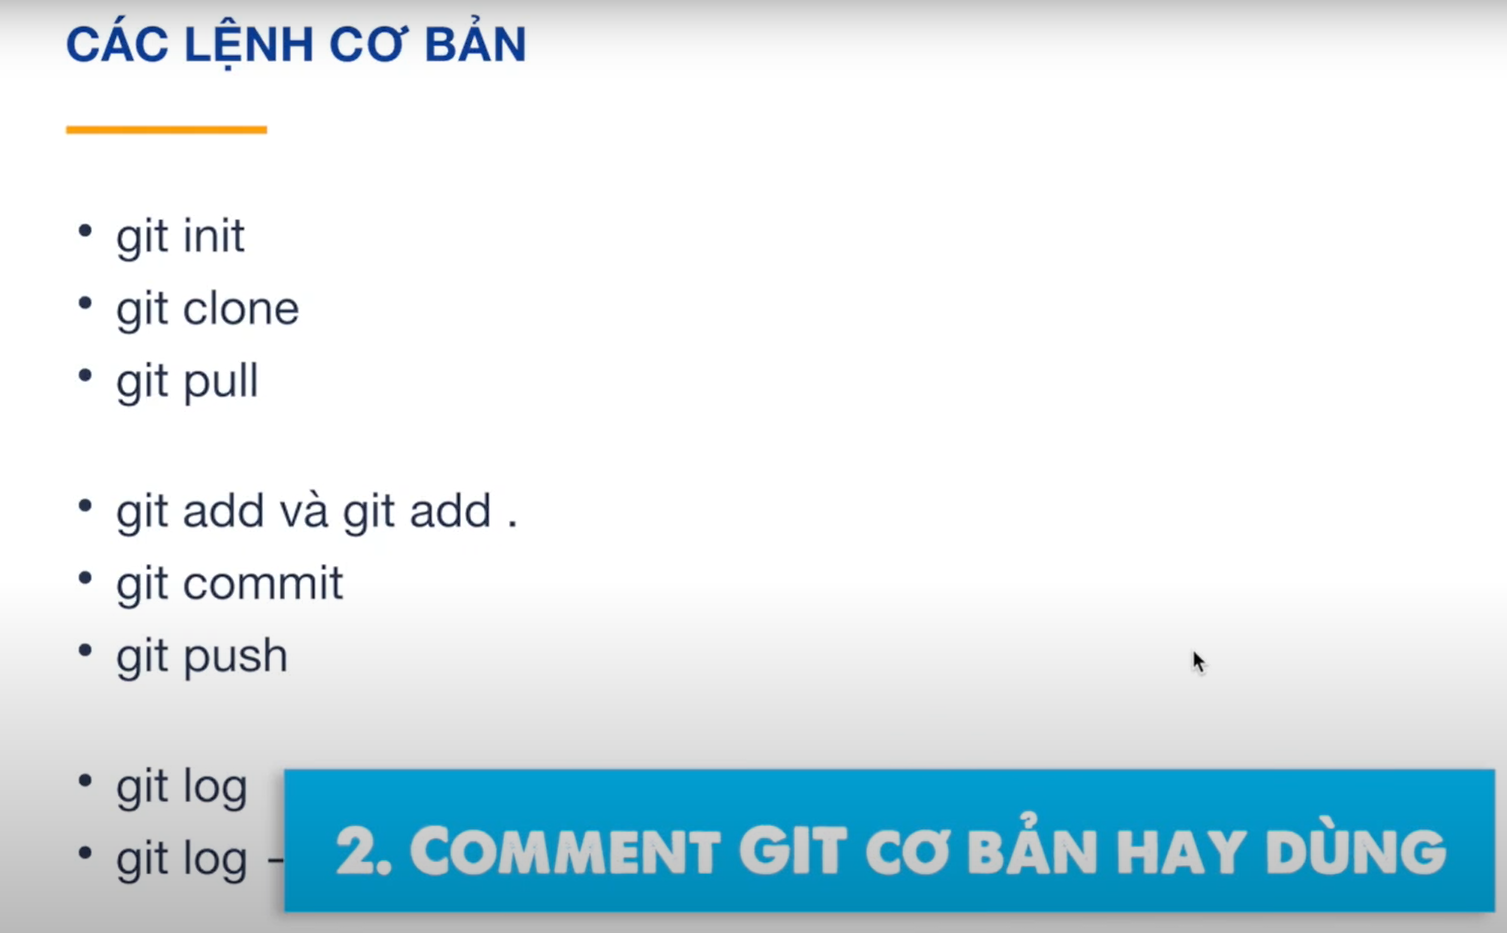 CÁC LỆNH CƠ BẢN
• git init
• git clone
• git pull
• git add và git add .
• git commit
• git push
• git log
• git log -
2. COMMENT GIT CƠ BẢN HAY DÙNG